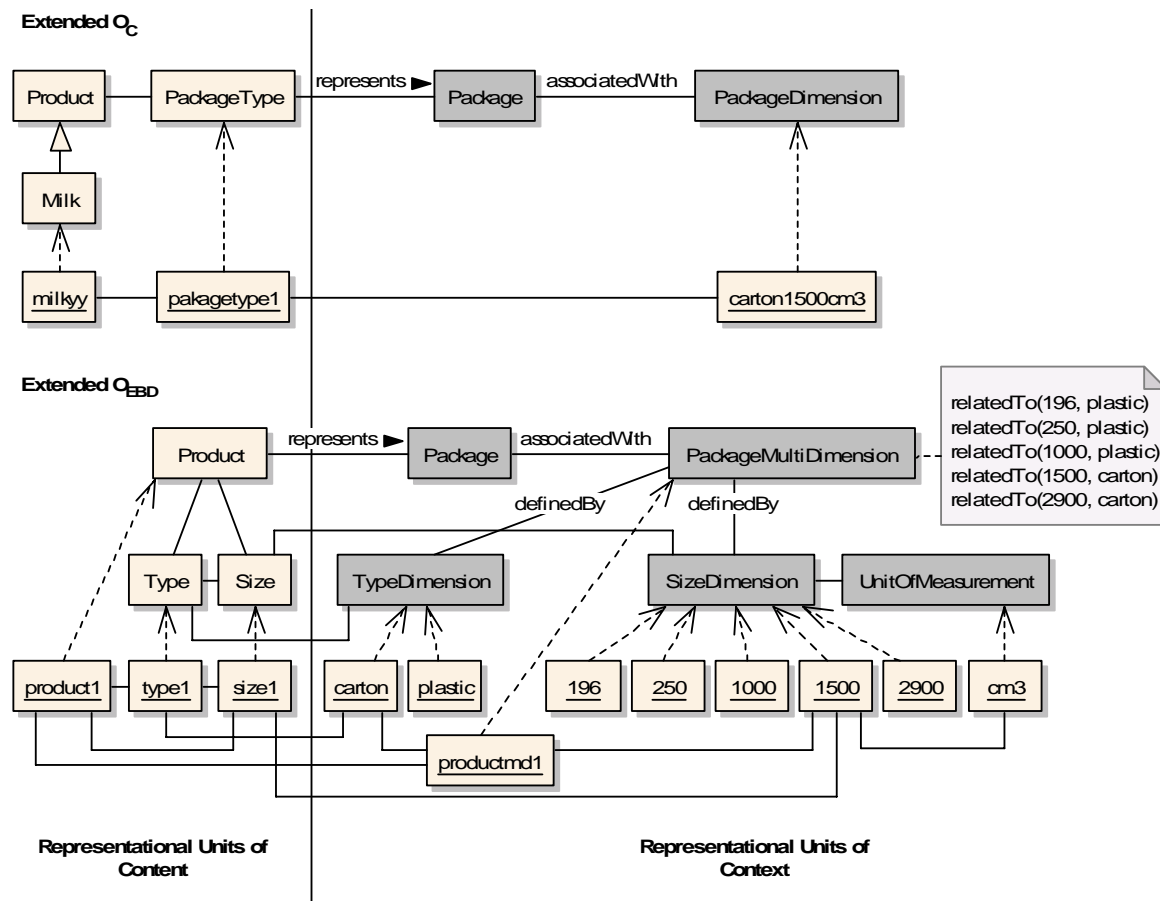 Extended O_C
represents
associatedWith
Product
PackageType
Package
PackageDimension
Milk
milkyy
pakagetype1
carton1500cm3
Extended O_EBD
relatedTo(196, plastic)
relatedTo(250, plastic)
relatedTo(1000, plastic)
relatedTo(1500, carton)
relatedTo(2900, carton)
represents
associatedWith
Product
Package
PackageMultiDimension
definedBy
definedBy
Type
Size
TypeDimension
SizeDimension
UnitOfMeasurement
product1
type1
size1
carton
plastic
196
250
1000
1500
2900
cm3
productmd1
Representational Units of
Content
Representational Units of
Context